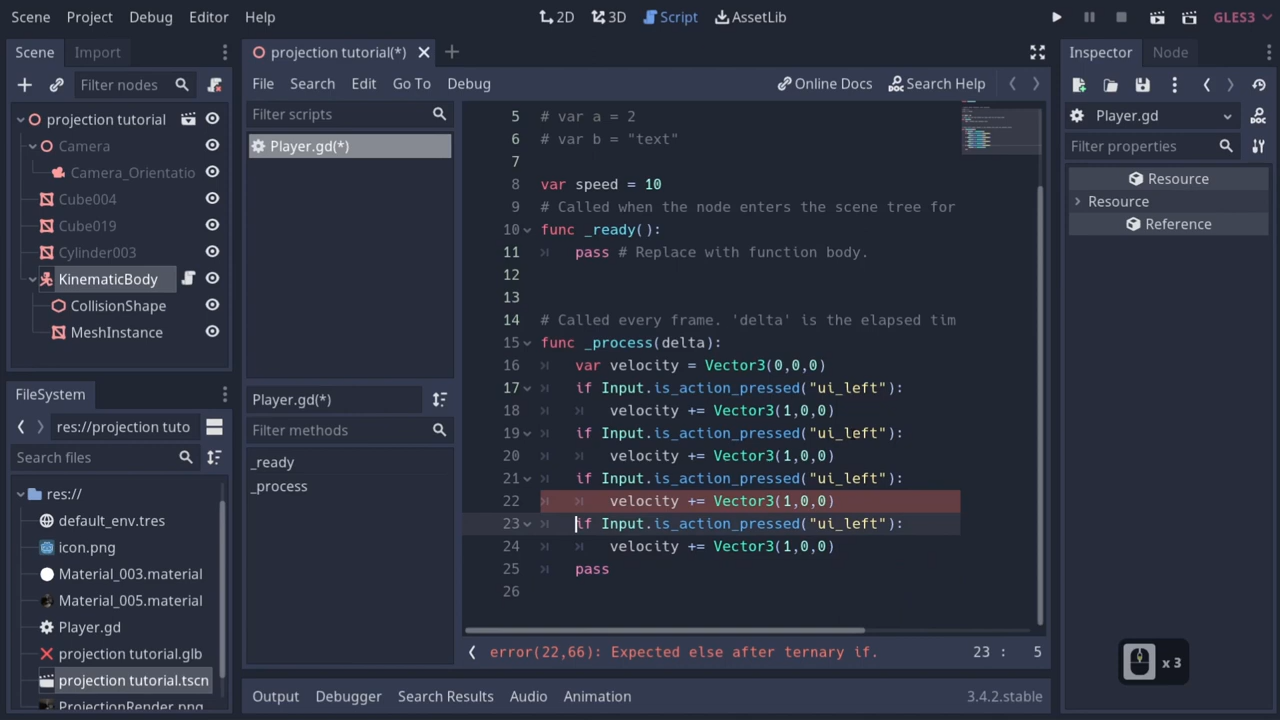 Scene Project Debug Editor Help 2D 3D Script AssetLib GLES3
Scene Import
Filter nodes
projection tutorial
Camera
Camera_Orientatio
Cube004
Cube019
Cylinder003
KinematicBody
CollisionShape
MeshInstance
FileSystem
res://projection tuto
Search files
res://
default_env.tres
icon.png
Material_003.material
Material_005.material
Player.gd
projection tutorial.glb
projection tutorial.tscn
ProjectionRender.png
projection tutorial(*)
File Search Edit Go To Debug Online Docs Search Help
Filter scripts
Player.gd(*)
Player.gd(*)
Filter methods
_ready
_process
5 # var a = 2
6 # var b = "text"
7
8 var speed = 10
9 # Called when the node enters the scene tree for
10 func _ready():
11 pass # Replace with function body.
12
13
14 # Called every frame. 'delta' is the elapsed tim
15 func _process(delta):
16 var velocity = Vector3(0,0,0)
17 if Input.is_action_pressed("ui_left"):
18 velocity += Vector3(1,0,0)
19 if Input.is_action_pressed("ui_left"):
20 velocity += Vector3(1,0,0)
21 if Input.is_action_pressed("ui_left"):
22 velocity += Vector3(1,0,0)
23 if Input.is_action_pressed("ui_left"):
24 velocity += Vector3(1,0,0)
25 pass
26
error(22,66): Expected else after ternary if. 23 : 5
Output Debugger Search Results Audio Animation 3.4.2.stable
Inspector Node
Player.gd
Filter properties
Resource
Resource
Reference
x 3